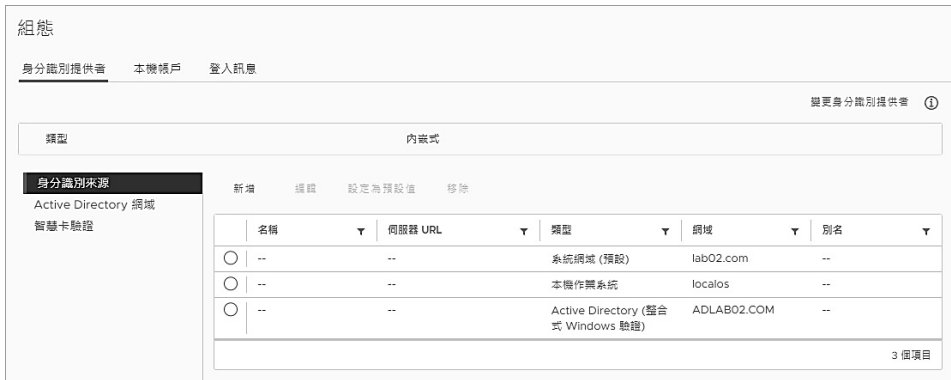 組態
身分識別提供者 本機帳戶 登入訊息
變更身分識別提供者
類型 內嵌式
身分識別來源
Active Directory 網域
智慧卡驗證
新增 編輯 設定為預設值 移除
名稱 伺服器 URL 類型 網域 別名
-- -- 系統網域 (預設) lab02.com --
-- -- 本機作業系統 localos --
-- -- Active Directory (整合 ADLAB02.COM --
式 Windows 驗證)
3 個項目